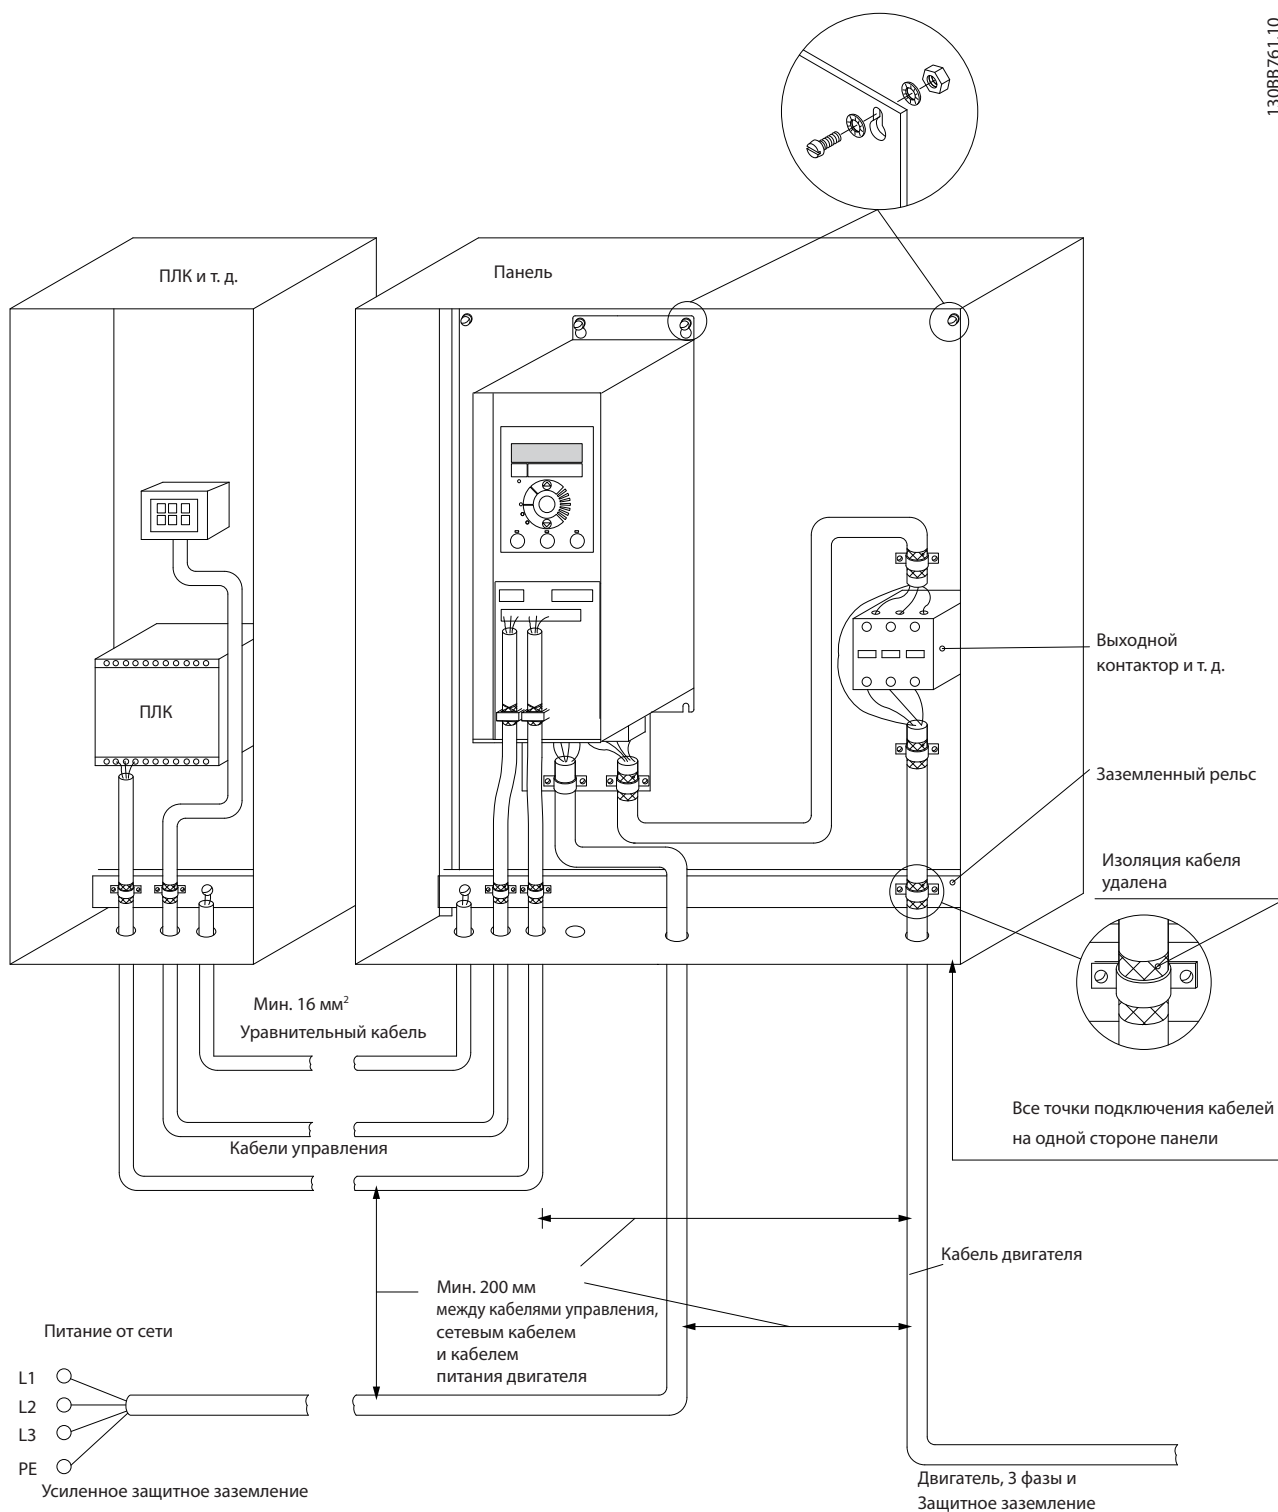 130BB761.10
ПЛК и т. д.
Панель
ПЛК
Выходной
контактор и т. д.
Заземленный рельс
Изоляция кабеля
удалена
Мин. 16 мм²
Уравнительный кабель
Все точки подключения кабелей
на одной стороне панели
Кабели управления
Кабель двигателя
Мин. 200 мм
между кабелями управления,
сетевым кабелем
и кабелем
питания двигателя
Питание от сети
L1
L2
L3
PE
Усиленное защитное заземление
Двигатель, 3 фазы и
Защитное заземление